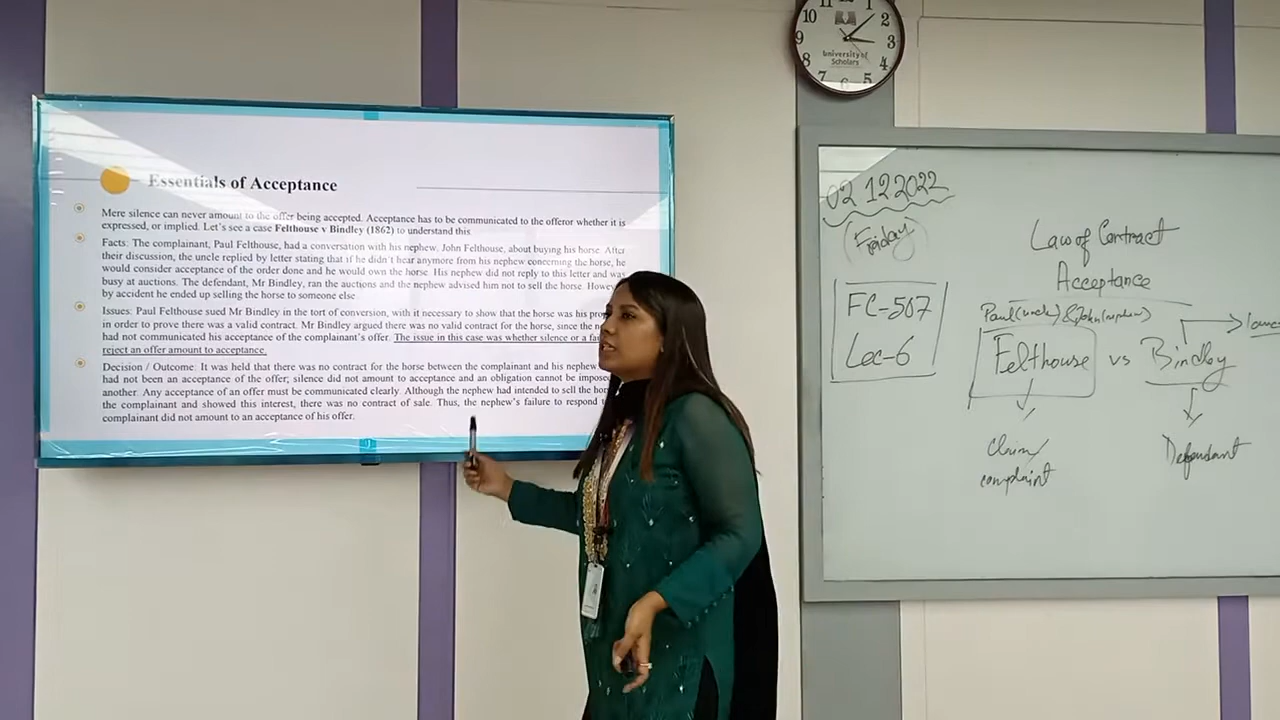 Essentials of Acceptance
Mere silence can never amount to the offer being accepted. Acceptance has to be communicated to the offeror whether it is
expressed, or implied. Let's see a case Felthouse v Bindley (1862) to understand this
Facts: The complainant, Paul Felthouse, had a conversation with his nephew, John Felthouse, about buying his horse. After
their discussion, the uncle replied by letter stating that if he didn't hear anymore from his nephew concerning the horse, he
would consider acceptance of the order done and he would own the horse. His nephew did not reply to this letter and was
busy at auctions. The defendant, Mr Bindley, ran the auctions and the nephew advised him not to sell the horse.
by accident he ended up selling the horse to someone else
Issues: Paul Felthouse sued Mr Bindley in the tort of conversion, with it necessary to show that the horse was his
in order to prove there was a valid contract. Mr Bindley argued there was no valid contract for the horse, since the
had not communicated his acceptance of the complainant's offer. The issue in this case was whether silence or a
reject an offer amount to acceptance.
Decision / Outcome: It was held that there was no contract for the horse between the complainant and his nephew
had not been an acceptance of the offer; silence did not amount to acceptance and an obligation cannot be
another. Any acceptance of an offer must be communicated clearly. Although the nephew had intended to sell the
the complainant and showed this interest, there was no contract of sale. Thus, the nephew's failure to respond
complainant did not amount to an acceptance of his offer.
11 1
10 2
9 3
8 4
7 6 5
University of
Scholars
02 12 2022
(Friday)
FC-567
Lec-6
Law of Contract
Acceptance
Paul(uncle) & John(nephew)
Felthouse vs Bindley
Claim/
complaint
Defendant